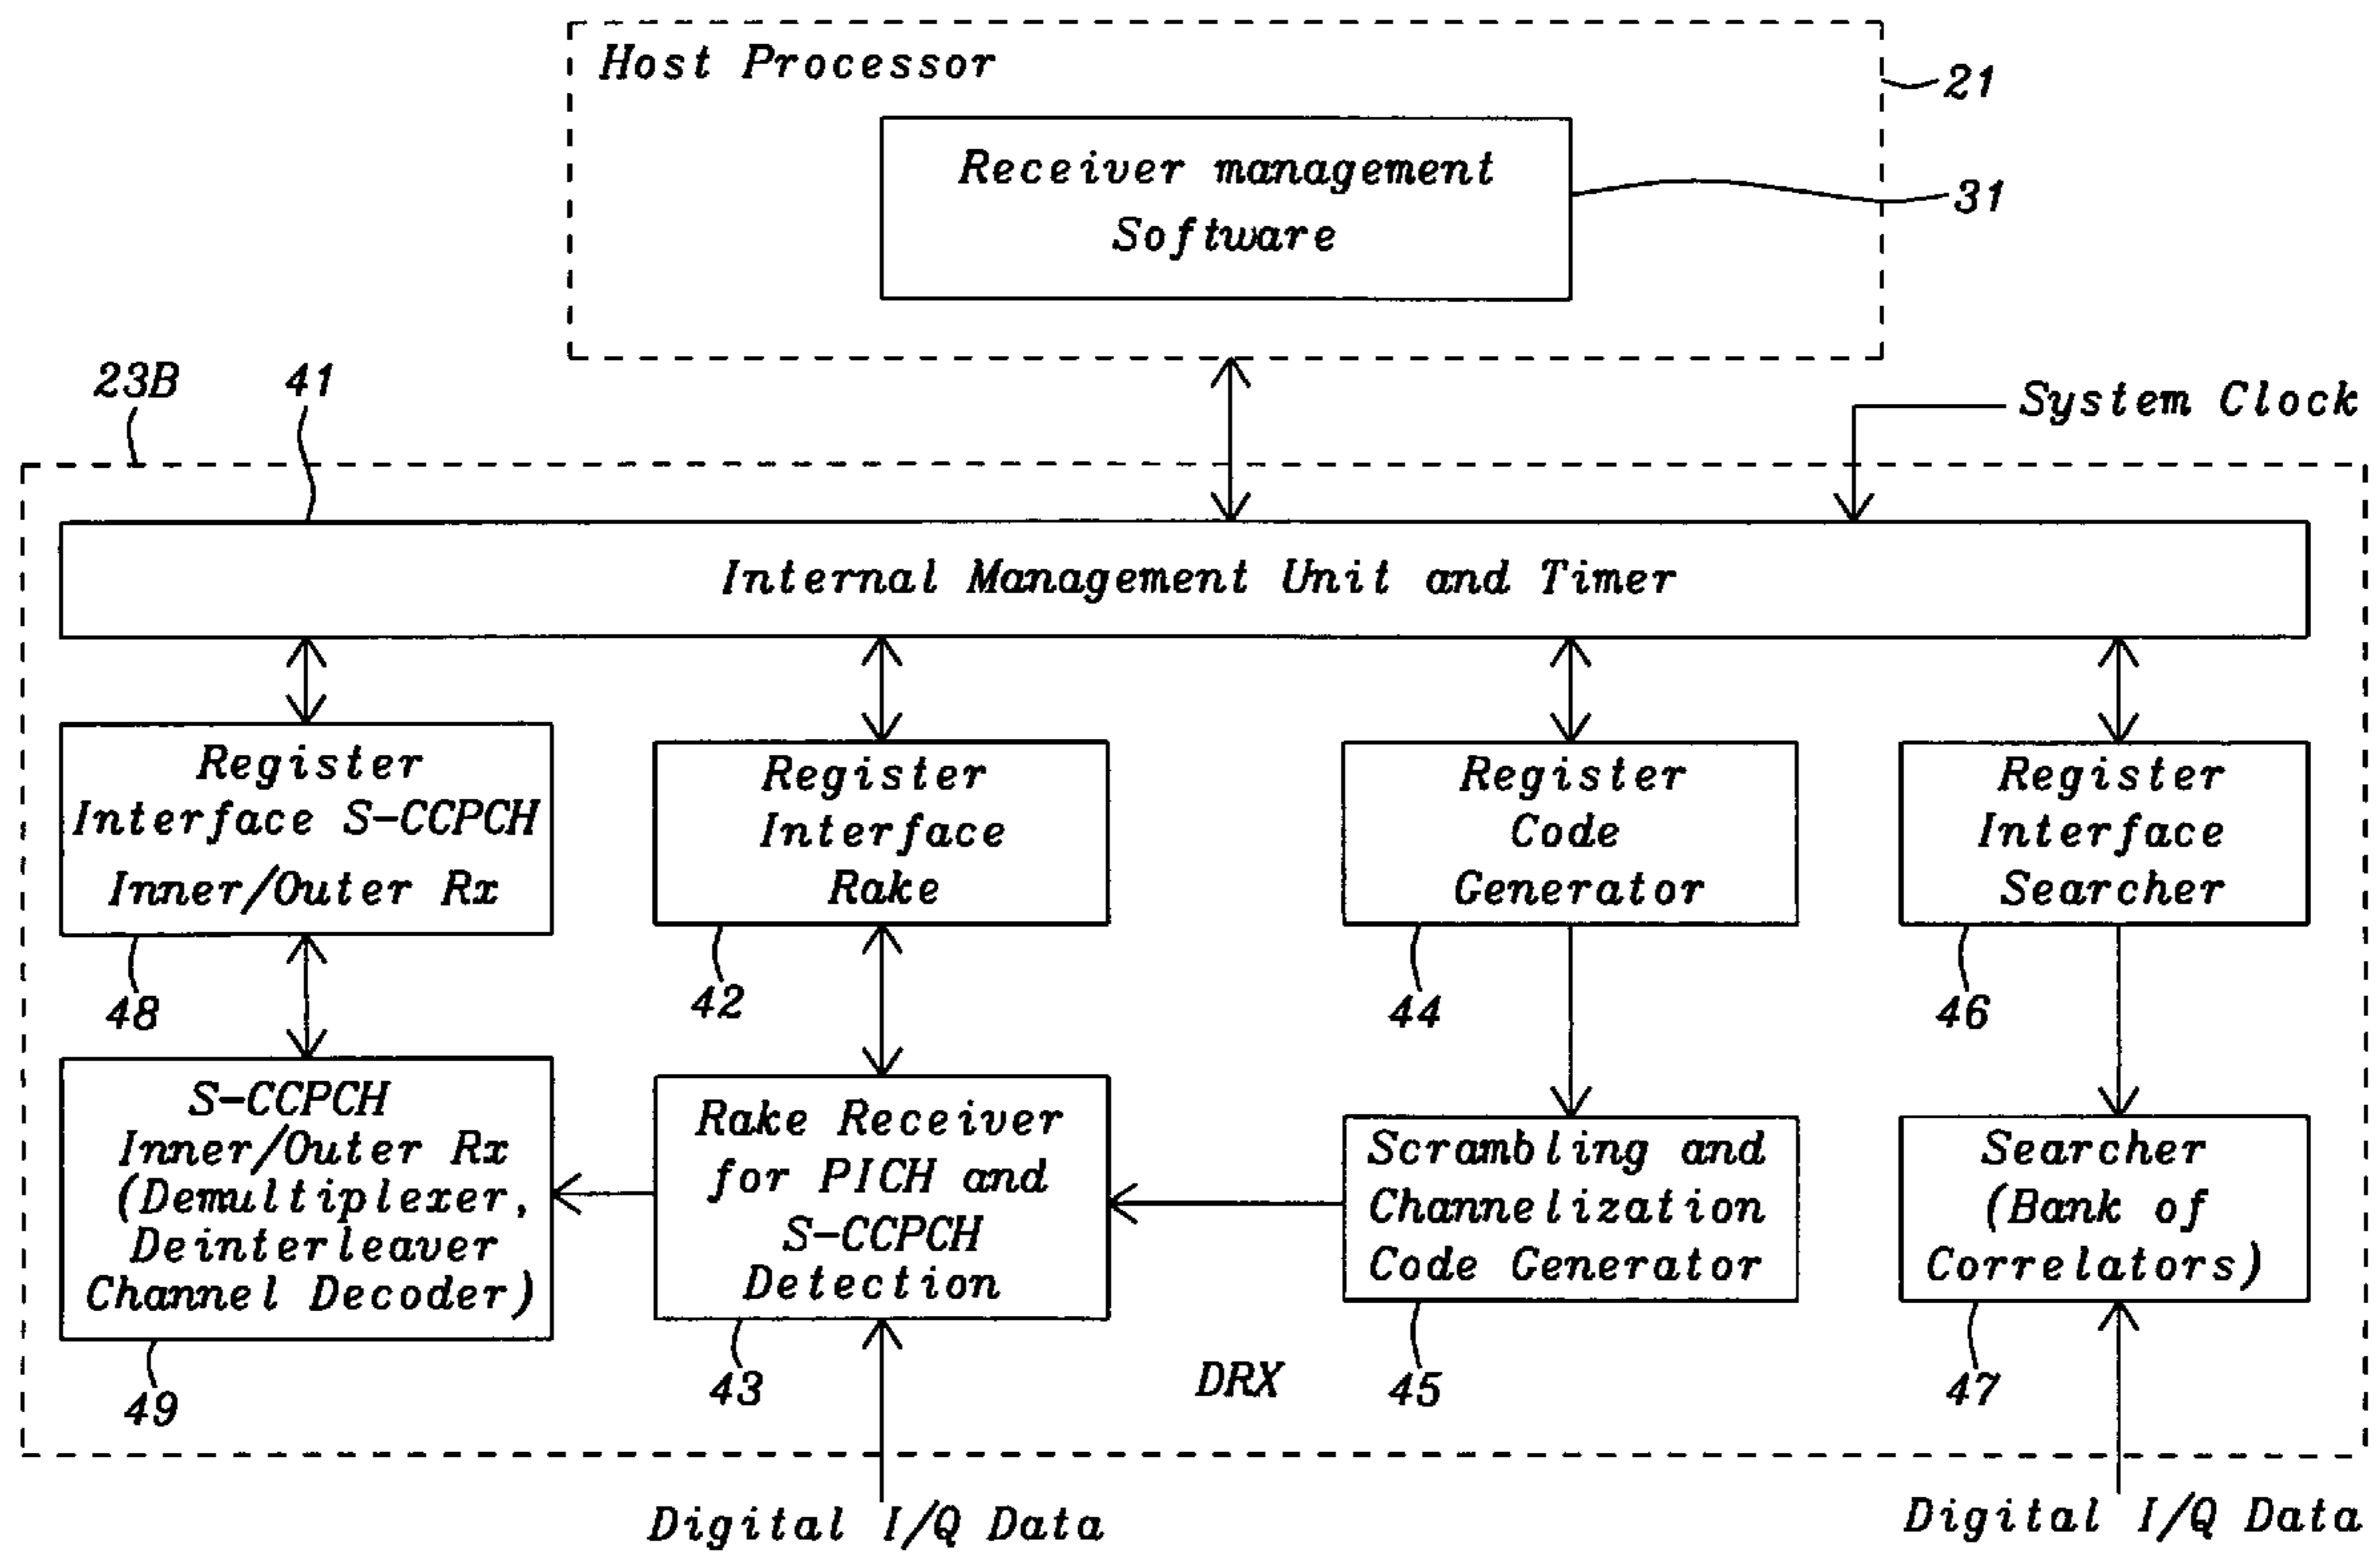 Host Processor
21
Receiver management
Software
31
23B
41
System Clock
Internal Management Unit and Timer
Register
Interface S-CCPCH
Inner/Outer Rx
Register
Interface
Rake
Register
Code
Generator
Register
Interface
Searcher
48
42
44
46
S-CCPCH
Inner/Outer Rx
(Demultiplexer,
Deinterleaver
Channel Decoder)
Rake Receiver
for PICH and
S-CCPCH
Detection
Scrambling and
Channelization
Code Generator
Searcher
(Bank of
Correlators)
49
43
DRX
45
47
Digital I/Q Data
Digital I/Q Data